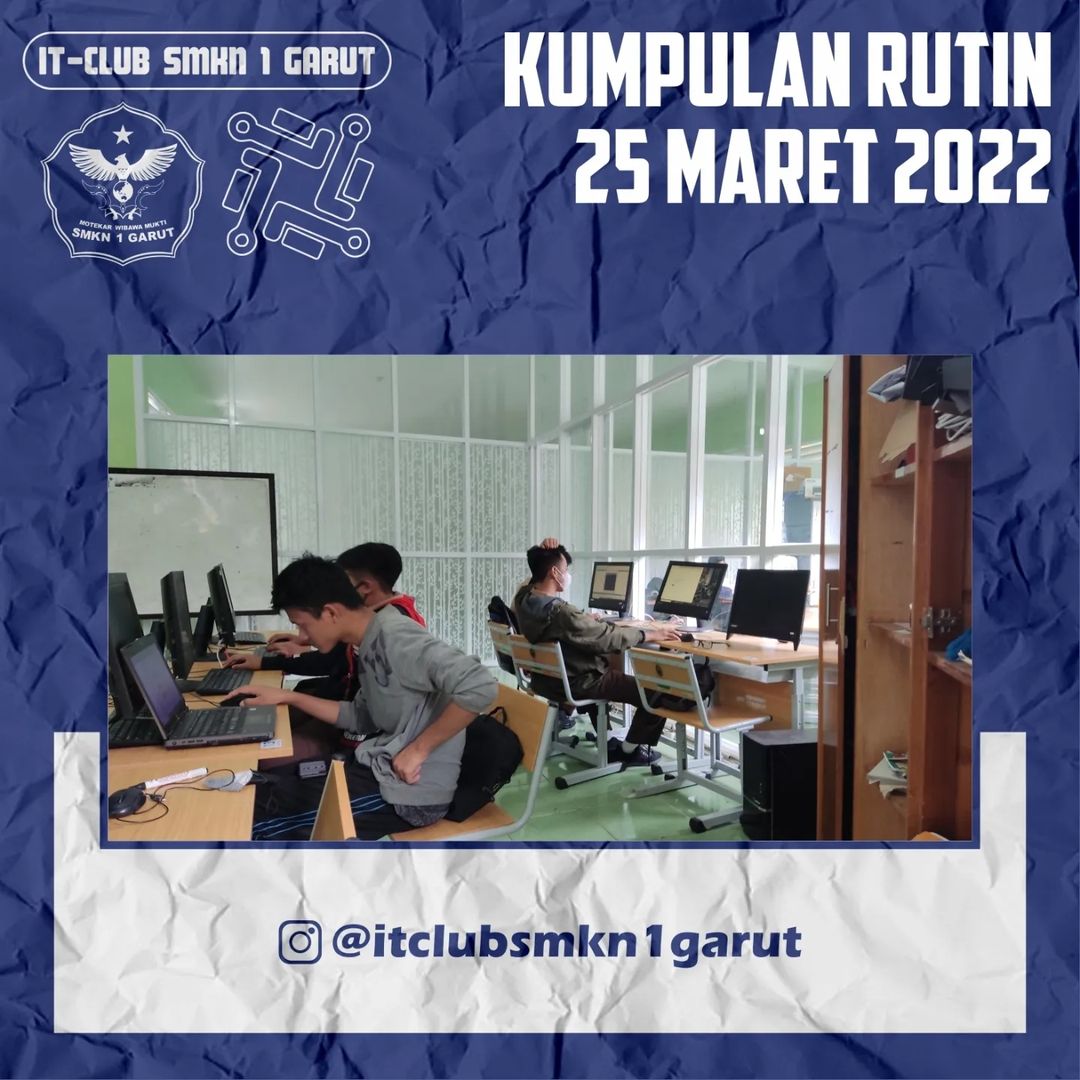 IT-CLUB SMKN 1 GARUT
KUMPULAN RUTIN
25 MARET 2022
MOTEKAR WIBAWA MUKTI
SMKN 1 GARUT
@itclubsmkn1garut